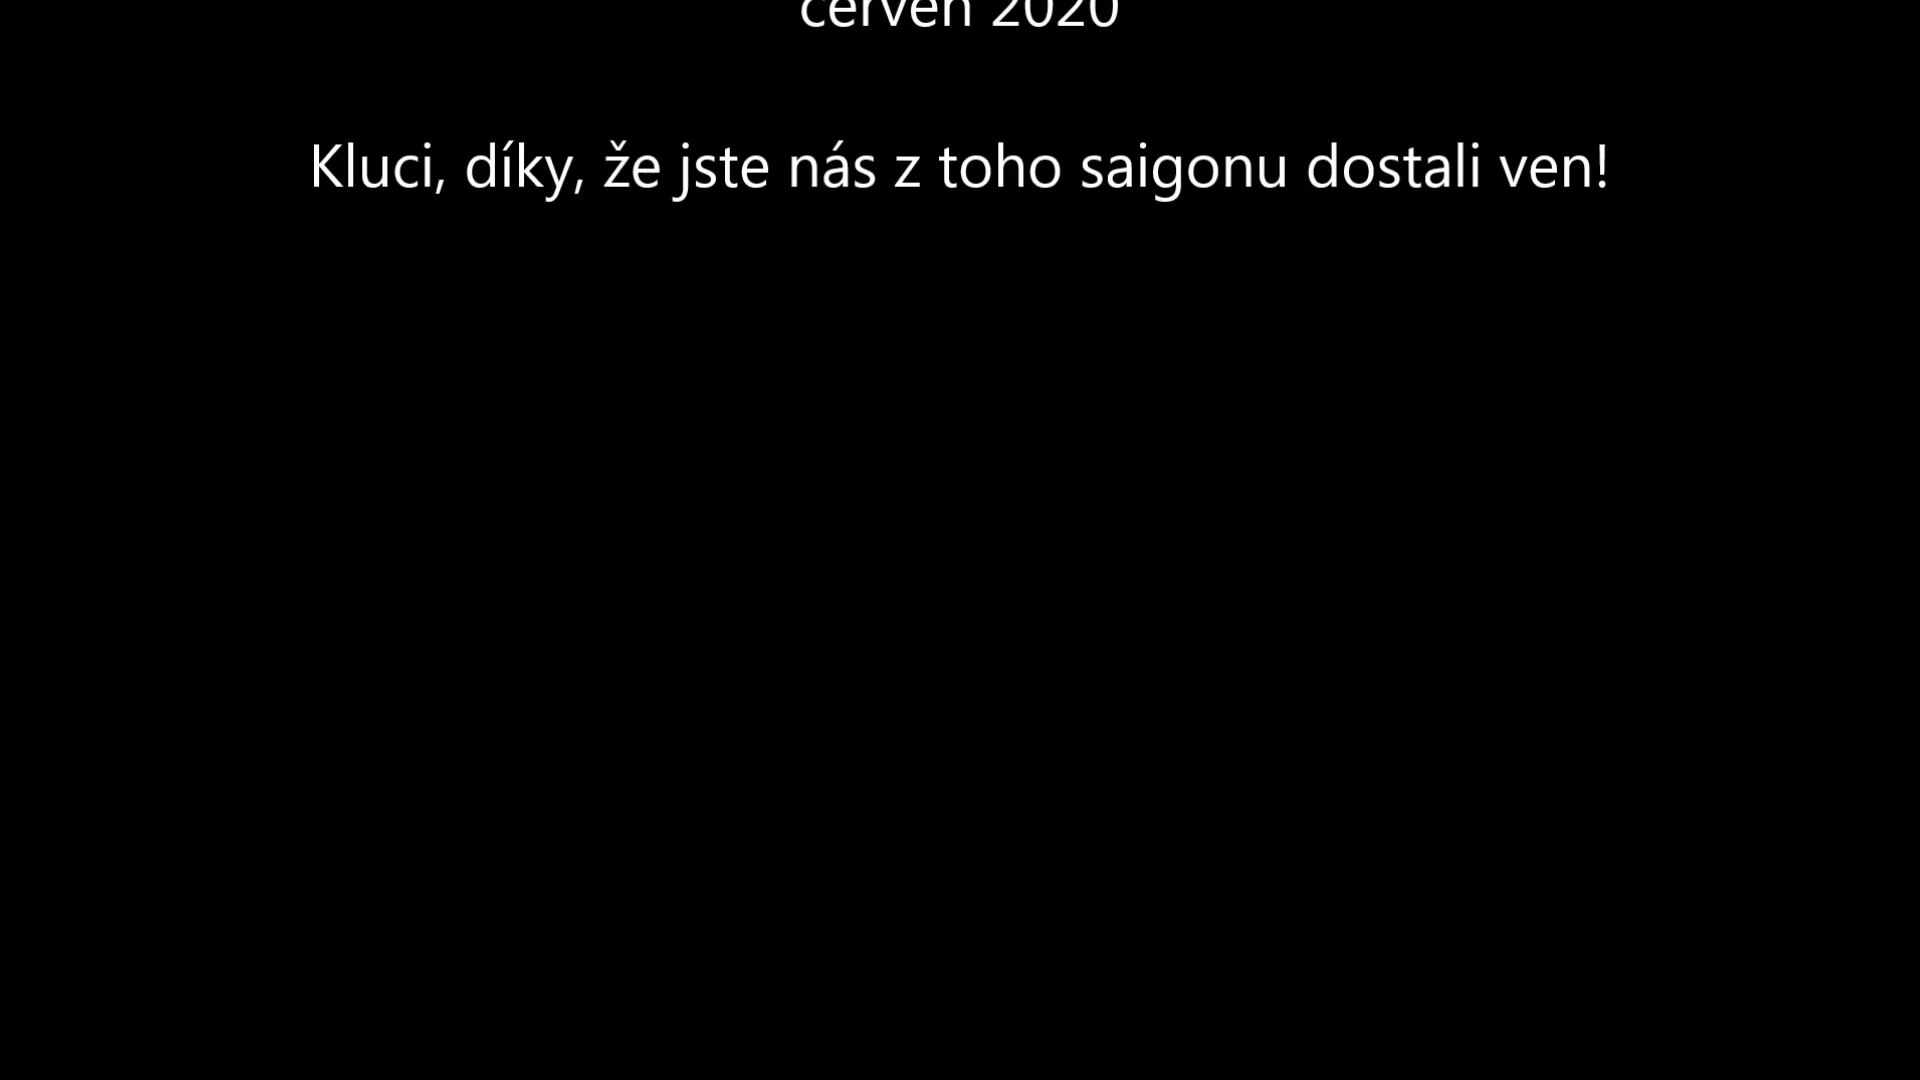 červen 2020
Kluci, díky, že jste nás z toho saigonu dostali ven!